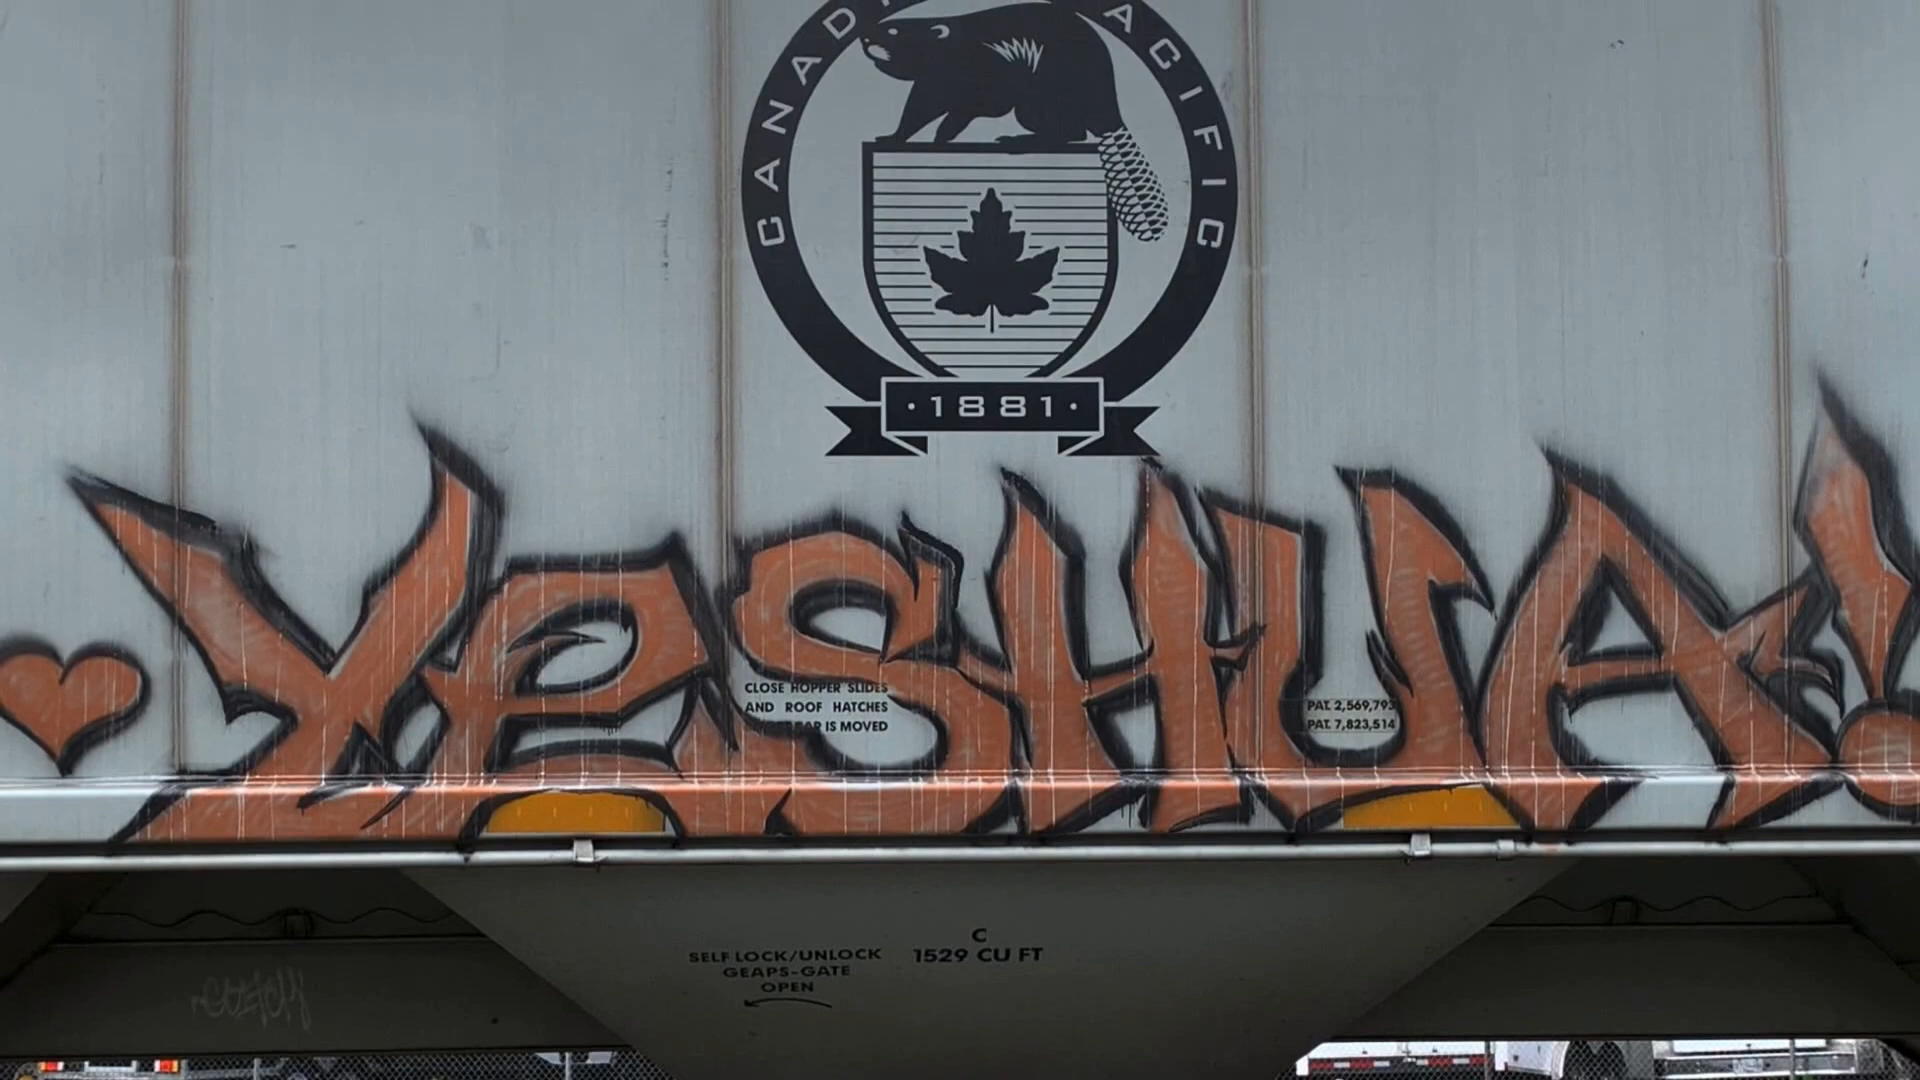 CANAD PACIFIC
1881
YeSHUA!
CLOSE HOPPER SLIDES
AND ROOF HATCHES
IS MOVED
PAT. 2,569,793
PAT. 7,823,514
SELF LOCK/UNLOCK
GEAPS-GATE
OPEN
C
1529 CU FT